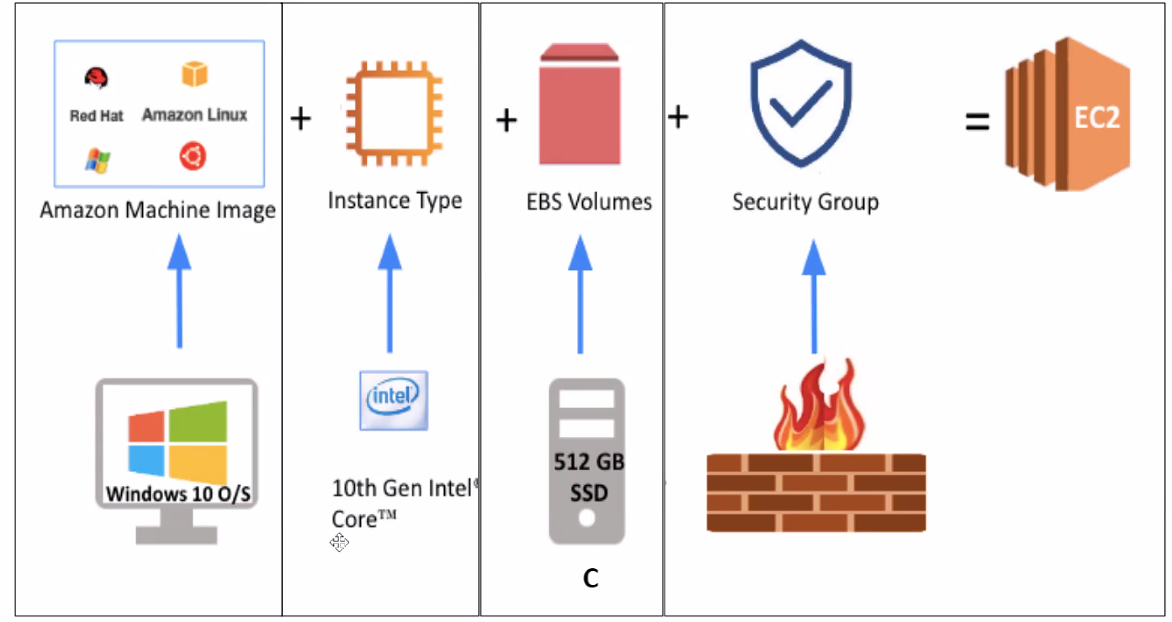 Red Hat
Amazon Linux
Amazon Machine Image
+
Instance Type
+
EBS Volumes
+
Security Group
=
EC2
Windows 10 O/S
intel
10th Gen Intel®
Core™
512 GB
SSD
C